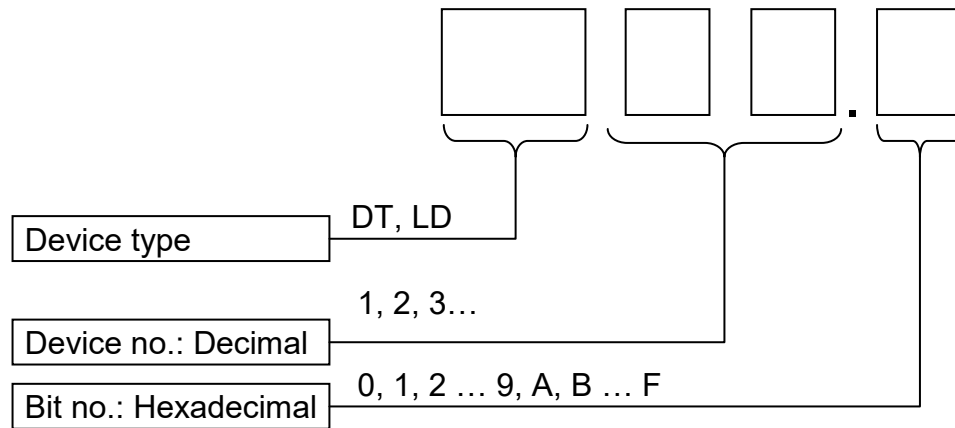 .
DT, LD
Device type
1, 2, 3…
Device no.: Decimal
0, 1, 2 … 9, A, B … F
Bit no.: Hexadecimal